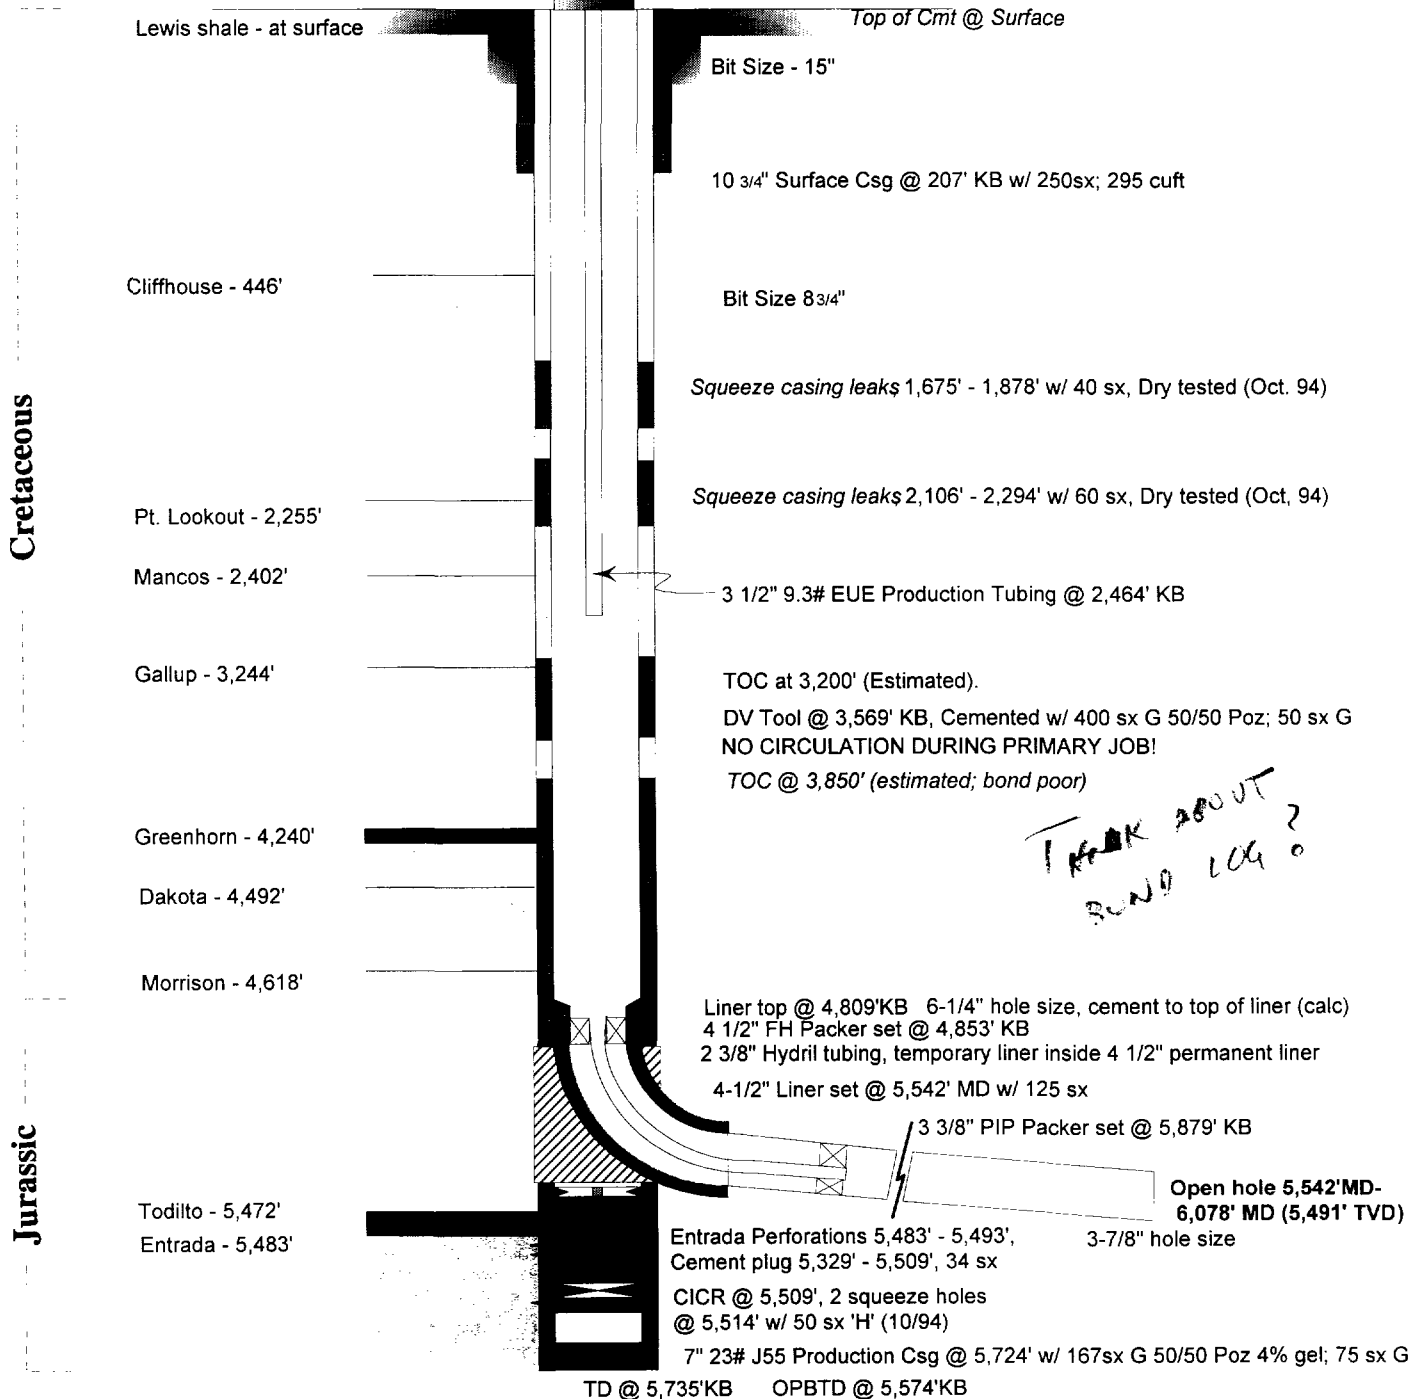 Top of Cmt @ Surface
Lewis shale - at surface
Bit Size - 15"
10 3/4" Surface Csg @ 207' KB w/ 250sx; 295 cuft
Cliffhouse - 446'
Bit Size 8 3/4"
Squeeze casing leaks 1,675' - 1,878' w/ 40 sx, Dry tested (Oct. 94)
Cretaceous
Squeeze casing leaks 2,106' - 2,294' w/ 60 sx, Dry tested (Oct, 94)
Pt. Lookout - 2,255'
Mancos - 2,402'
3 1/2" 9.3# EUE Production Tubing @ 2,464' KB
Gallup - 3,244'
TOC at 3,200' (Estimated).
DV Tool @ 3,569' KB, Cemented w/ 400 sx G 50/50 Poz; 50 sx G
NO CIRCULATION DURING PRIMARY JOB!
TOC @ 3,850' (estimated; bond poor)
THINK ABOUT
BOND LOG ?
Greenhorn - 4,240'
Dakota - 4,492'
Morrison - 4,618'
Liner top @ 4,809'KB 6-1/4" hole size, cement to top of liner (calc)
4 1/2" FH Packer set @ 4,853' KB
2 3/8" Hydril tubing, temporary liner inside 4 1/2" permanent liner
4-1/2" Liner set @ 5,542' MD w/ 125 sx
3 3/8" PIP Packer set @ 5,879' KB
Jurassic
Open hole 5,542'MD-
6,078' MD (5,491' TVD)
3-7/8" hole size
Todilto - 5,472'
Entrada - 5,483'
Entrada Perforations 5,483' - 5,493',
Cement plug 5,329' - 5,509', 34 sx
CICR @ 5,509', 2 squeeze holes
@ 5,514' w/ 50 sx 'H' (10/94)
7" 23# J55 Production Csg @ 5,724' w/ 167sx G 50/50 Poz 4% gel; 75 sx G
TD @ 5,735'KB OPBTD @ 5,574'KB